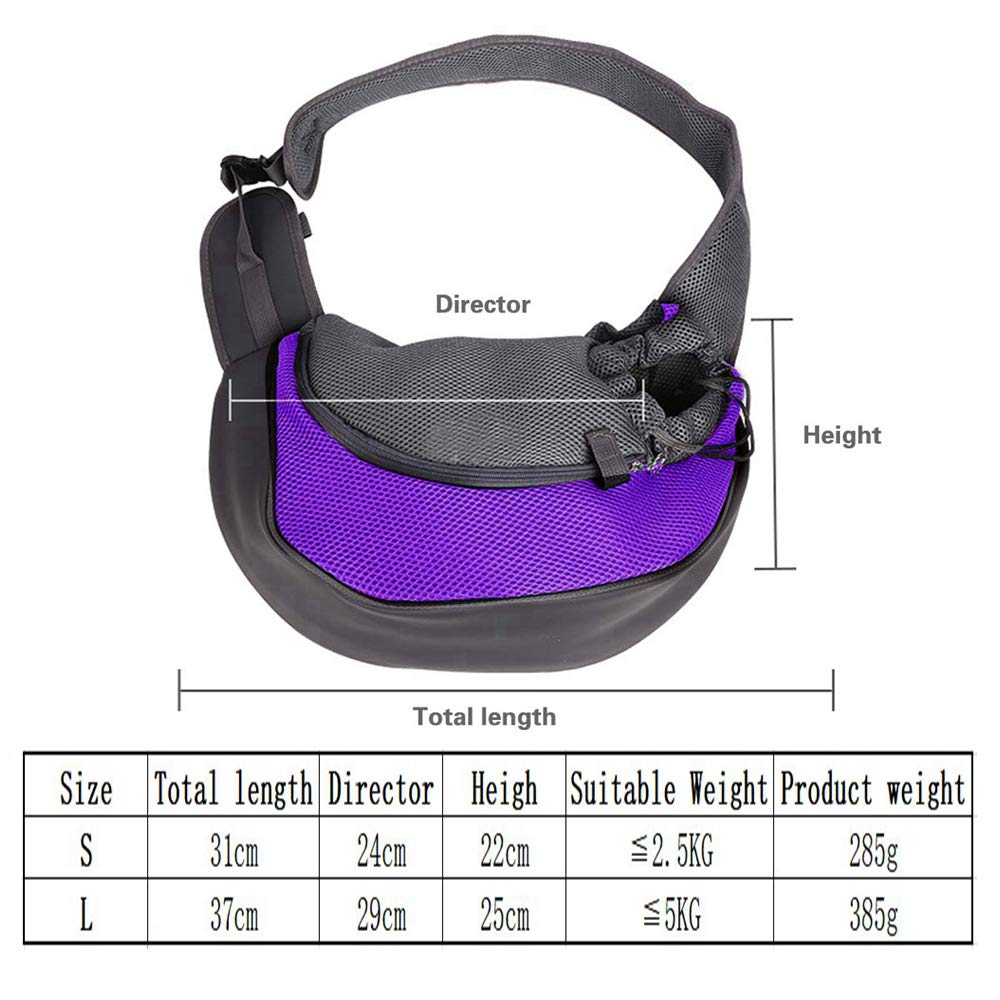 Director
Height
Total length
Size Total length Director Heigh Suitable Weight Product weight
S 31cm 24cm 22cm ≦2.5KG 285g
L 37cm 29cm 25cm ≦5KG 385g